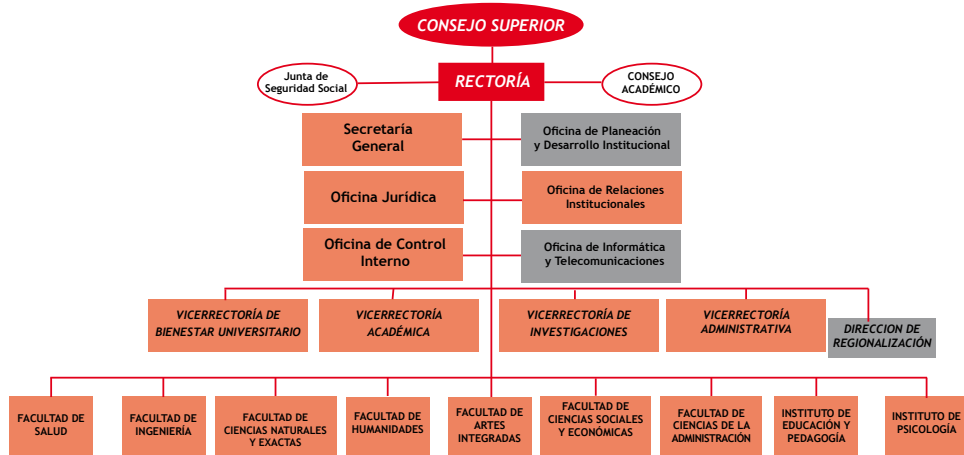 CONSEJO SUPERIOR
Junta de
Seguridad Social
RECTORÍA
CONSEJO
ACADÉMICO
Secretaría
General
Oficina de Planeación
y Desarrollo Institucional
Oficina Jurídica
Oficina de Relaciones
Institucionales
Oficina de Control
Interno
Oficina de Informática
y Telecomunicaciones
VICERRECTORÍA DE
BIENESTAR UNIVERSITARIO
VICERRECTORÍA
ACADÉMICA
VICERRECTORÍA DE
INVESTIGACIONES
VICERRECTORÍA
ADMINISTRATIVA
DIRECCION DE
REGIONALIZACIÓN
FACULTAD DE
SALUD
FACULTAD DE
INGENIERÍA
FACULTAD DE
CIENCIAS NATURALES
Y EXACTAS
FACULTAD DE
HUMANIDADES
FACULTAD DE
ARTES
INTEGRADAS
FACULTAD DE
CIENCIAS SOCIALES
Y ECONÓMICAS
FACULTAD DE
CIENCIAS DE LA
ADMINISTRACIÓN
INSTITUTO DE
EDUCACIÓN Y
PEDAGOGÍA
INSTITUTO DE
PSICOLOGÍA